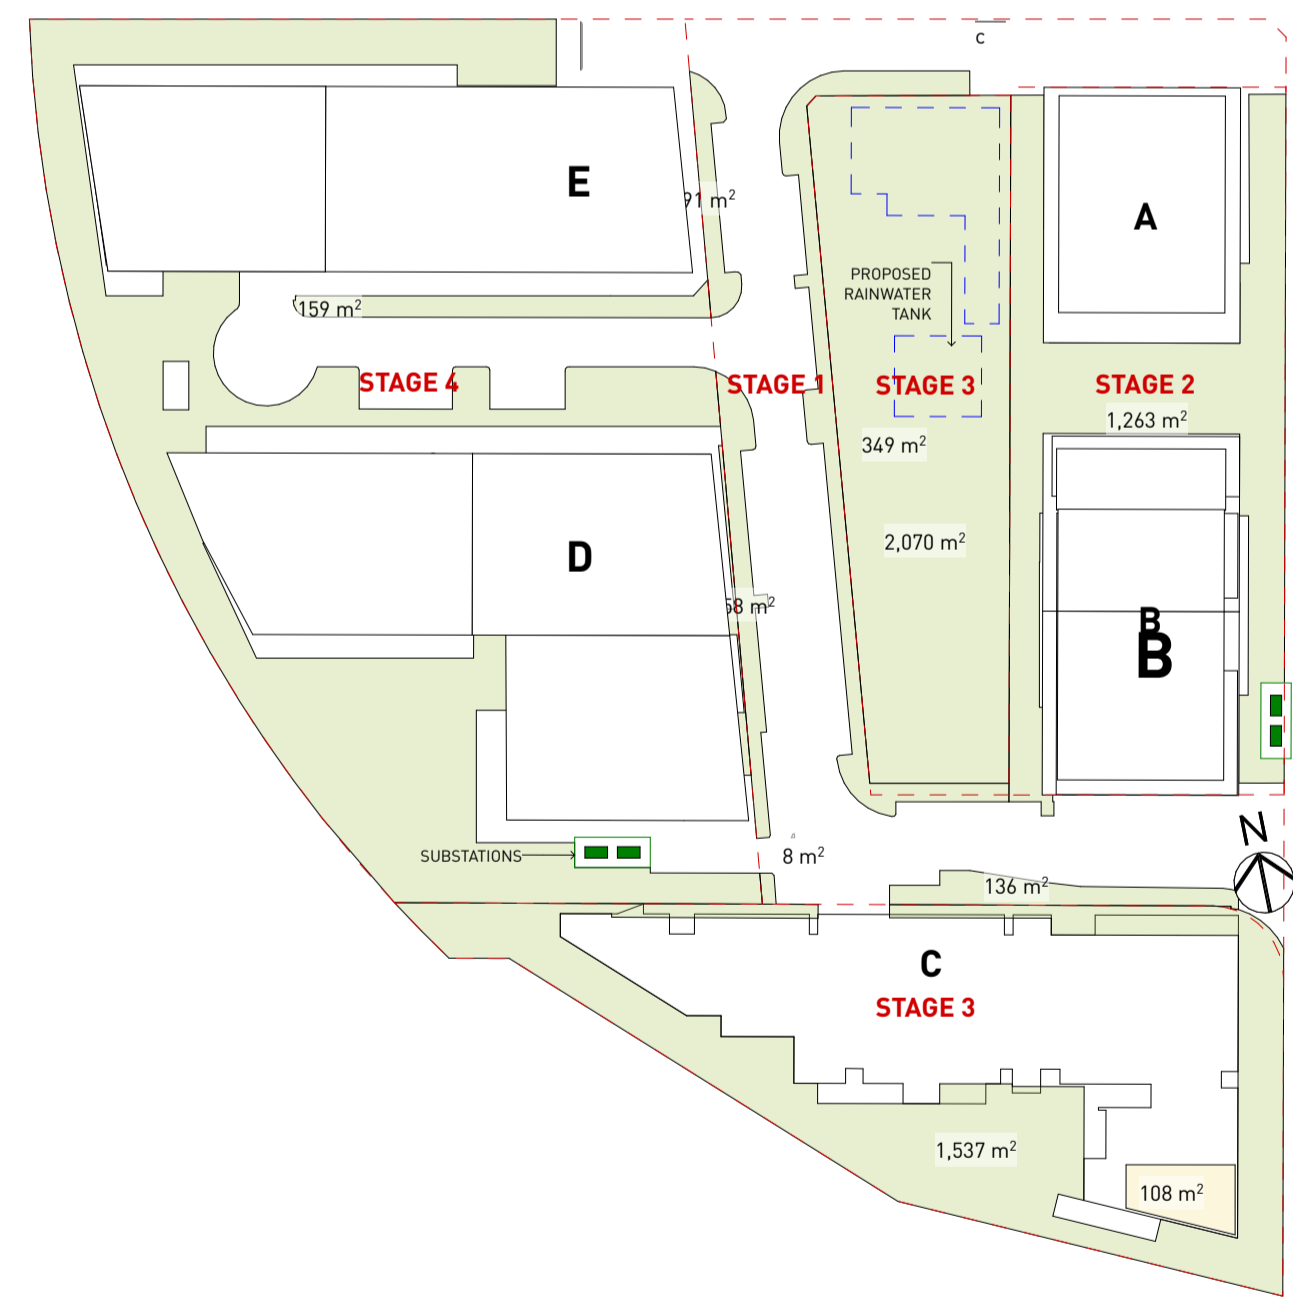 c
E
91 m²
A
PROPOSED
RAINWATER
TANK
159 m²
STAGE 4
STAGE 1
STAGE 3
STAGE 2
1,263 m²
349 m²
2,070 m²
D
58 m²
B
B
N
SUBSTATIONS
8 m²
136 m²
C
STAGE 3
1,537 m²
108 m²